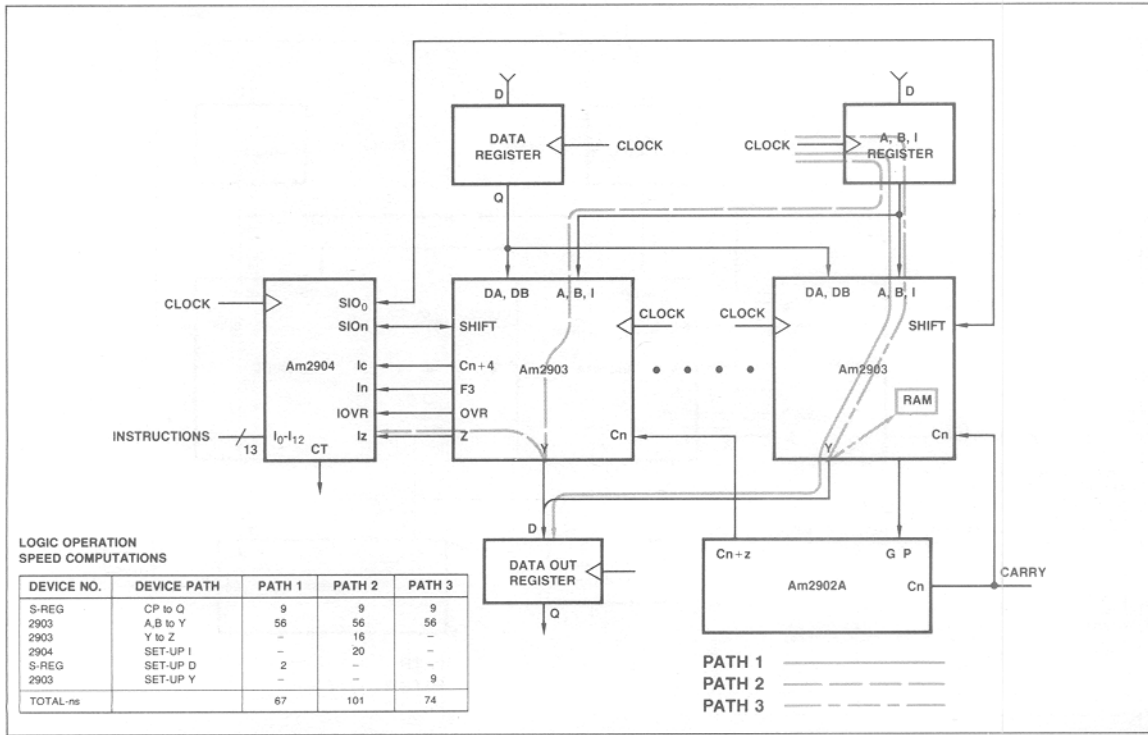 D
D
DATA
REGISTER
CLOCK
CLOCK
A, B, I
REGISTER
Q
CLOCK
SIO0
SIOn
Am2904
Ic
In
IOVR
Iz
INSTRUCTIONS
13
I0-I12
CT
DA, DB
A, B, I
SHIFT
Cn+4
F3
OVR
Z
Am2903
Y
Cn
CLOCK
CLOCK
DA, DB
A, B, I
SHIFT
Am2903
RAM
Cn
Y
D
DATA OUT
REGISTER
Q
Cn+z
G P
Am2902A
Cn
CARRY
LOGIC OPERATION
SPEED COMPUTATIONS
DEVICE NO. DEVICE PATH PATH 1 PATH 2 PATH 3
S-REG CP to Q 9 9 9
2903 A,B to Y 56 56 56
2903 Y to Z – 16 –
2904 SET-UP I – 20 –
S-REG SET-UP D 2 – –
2903 SET-UP Y – – 9
TOTAL-ns 67 101 74
PATH 1
PATH 2
PATH 3